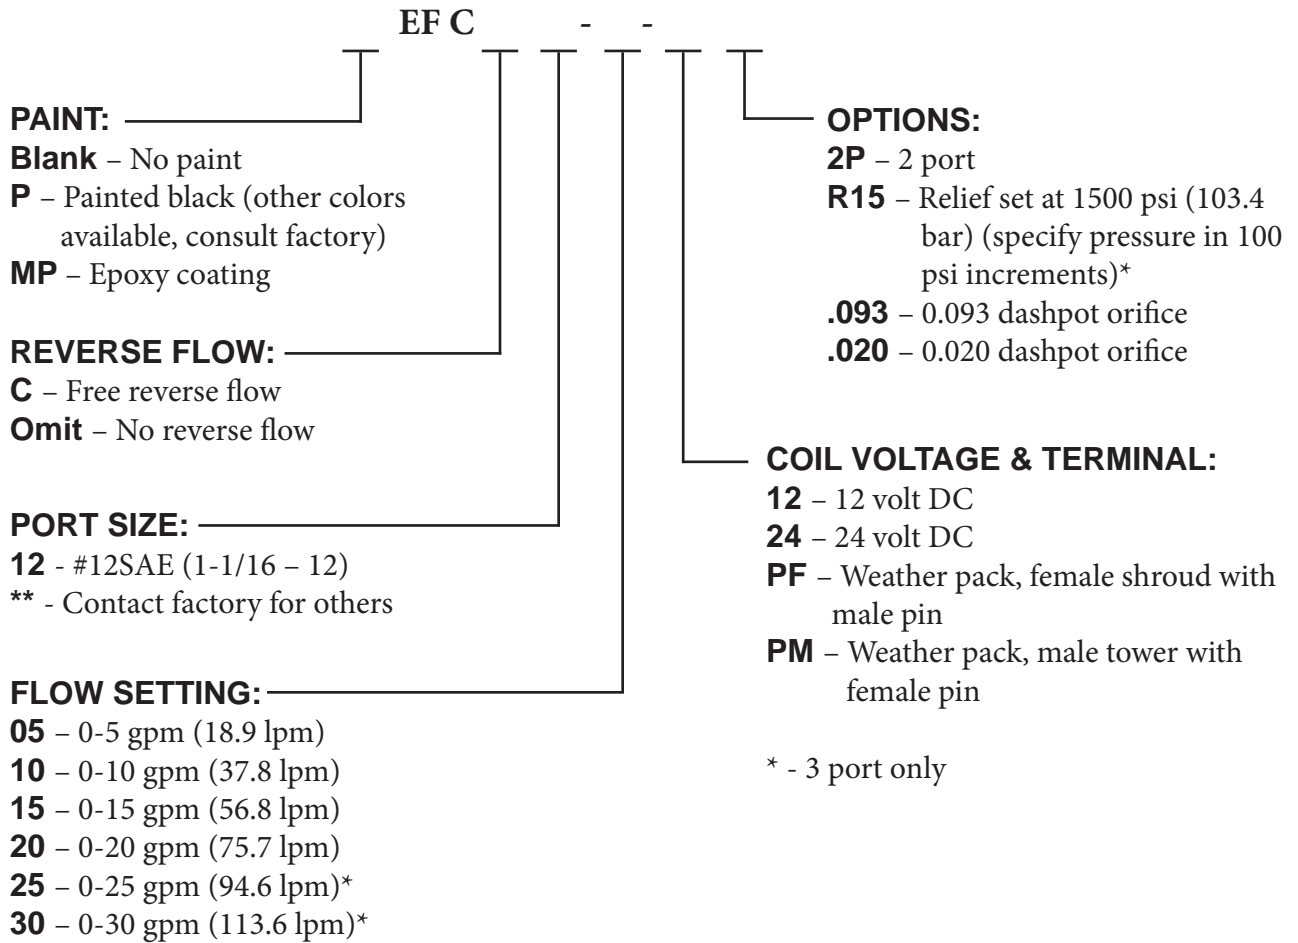 EF C - -
PAINT:
Blank – No paint
P – Painted black (other colors
available, consult factory)
MP – Epoxy coating
REVERSE FLOW:
C – Free reverse flow
Omit – No reverse flow
PORT SIZE:
12 - #12SAE (1-1/16 – 12)
** - Contact factory for others
FLOW SETTING:
05 – 0-5 gpm (18.9 lpm)
10 – 0-10 gpm (37.8 lpm)
15 – 0-15 gpm (56.8 lpm)
20 – 0-20 gpm (75.7 lpm)
25 – 0-25 gpm (94.6 lpm)*
30 – 0-30 gpm (113.6 lpm)*
OPTIONS:
2P – 2 port
R15 – Relief set at 1500 psi (103.4
bar) (specify pressure in 100
psi increments)*
.093 – 0.093 dashpot orifice
.020 – 0.020 dashpot orifice
COIL VOLTAGE & TERMINAL:
12 – 12 volt DC
24 – 24 volt DC
PF – Weather pack, female shroud with
male pin
PM – Weather pack, male tower with
female pin
* - 3 port only